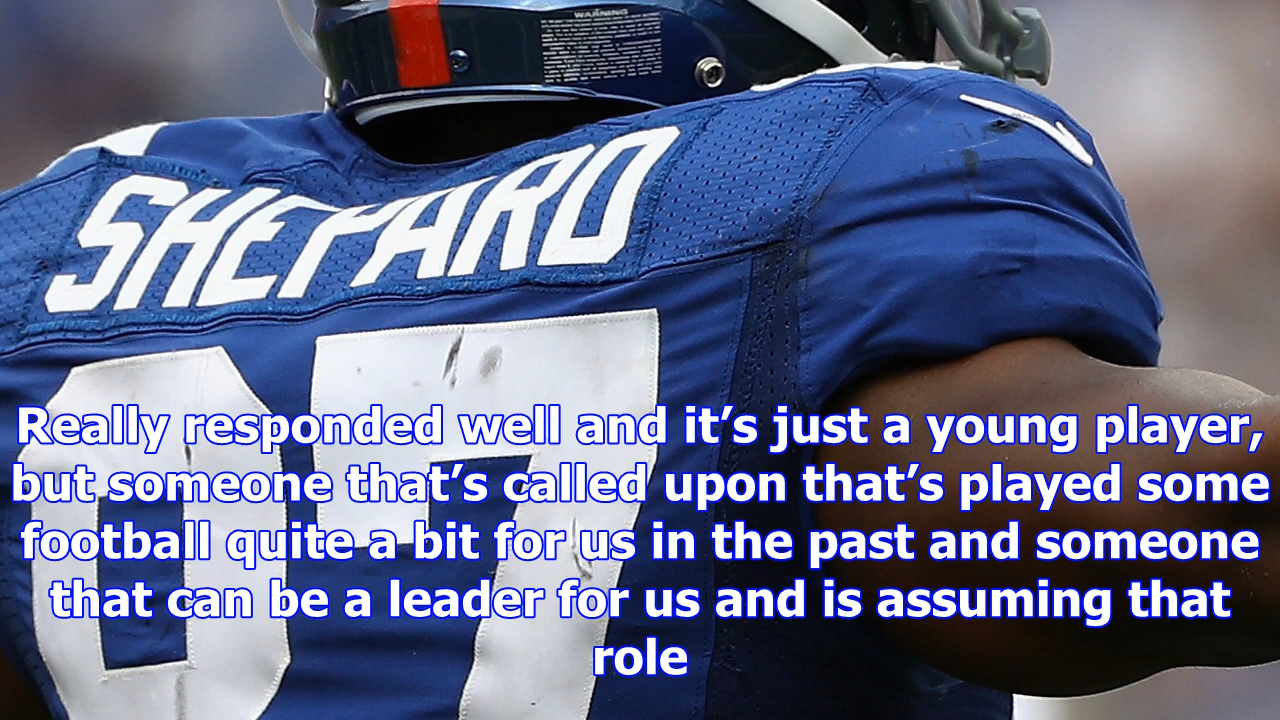 WARNING
SHEPARD
87
Really responded well and it’s just a young player,
but someone that’s called upon that’s played some
football quite a bit for us in the past and someone
that can be a leader for us and is assuming that
role